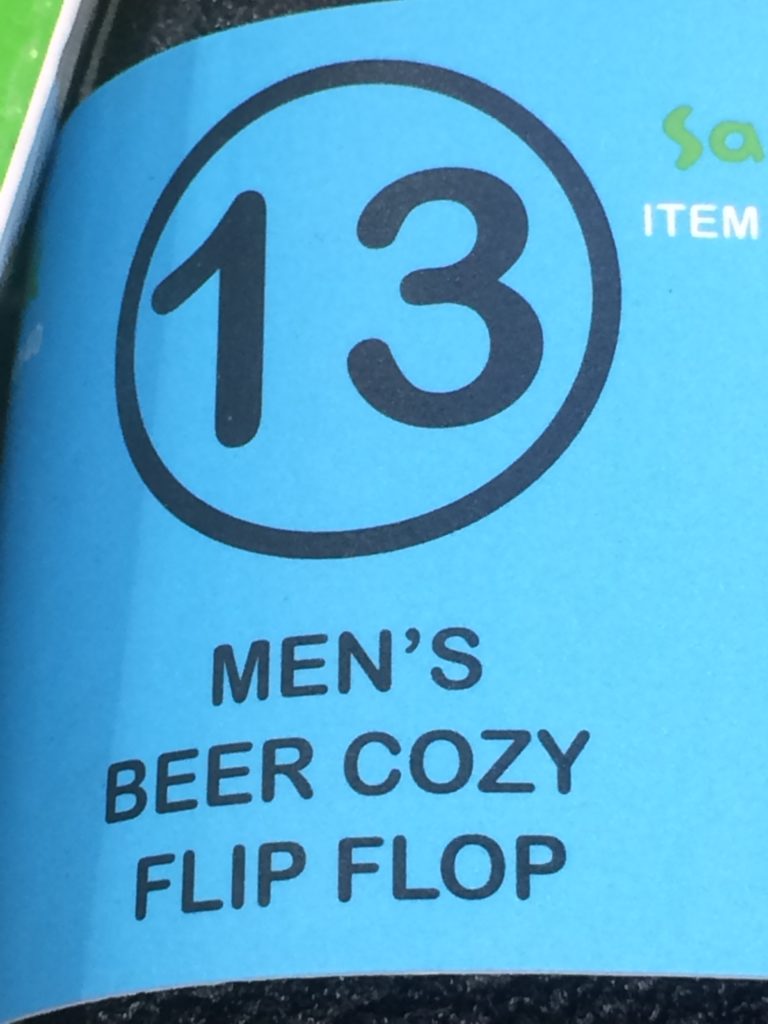 13
ITEM
MEN'S
BEER COZY
FLIP FLOP